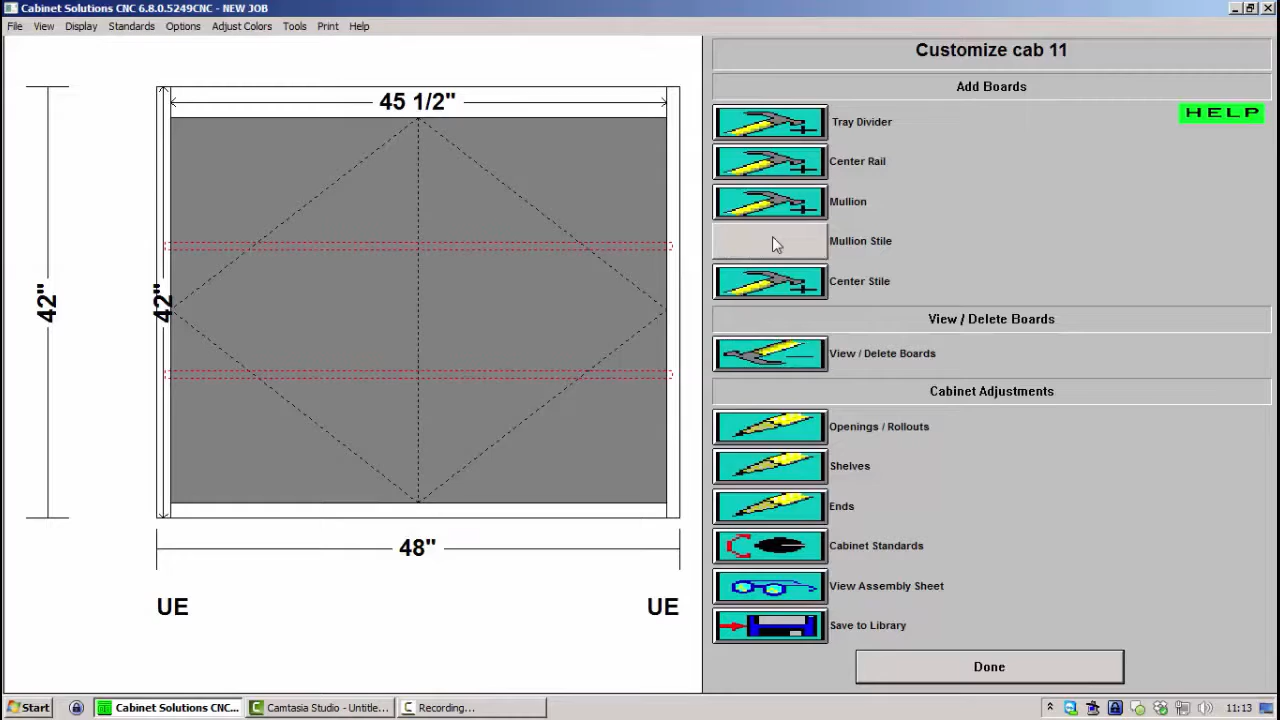 Cabinet Solutions CNC 6.8.0.5249CNC - NEW JOB
File View Display Standards Options Adjust Colors Tools Print Help
Customize cab 11
Add Boards
HELP
Tray Divider
Center Rail
Mullion
Mullion Stile
Center Stile
View / Delete Boards
View / Delete Boards
Cabinet Adjustments
Openings / Rollouts
Shelves
Ends
Cabinet Standards
View Assembly Sheet
Save to Library
Done
45 1/2"
42"
42"
48"
UE
UE
Start
Cabinet Solutions CNC...
Camtasia Studio - Untitle...
Recording...
11:13